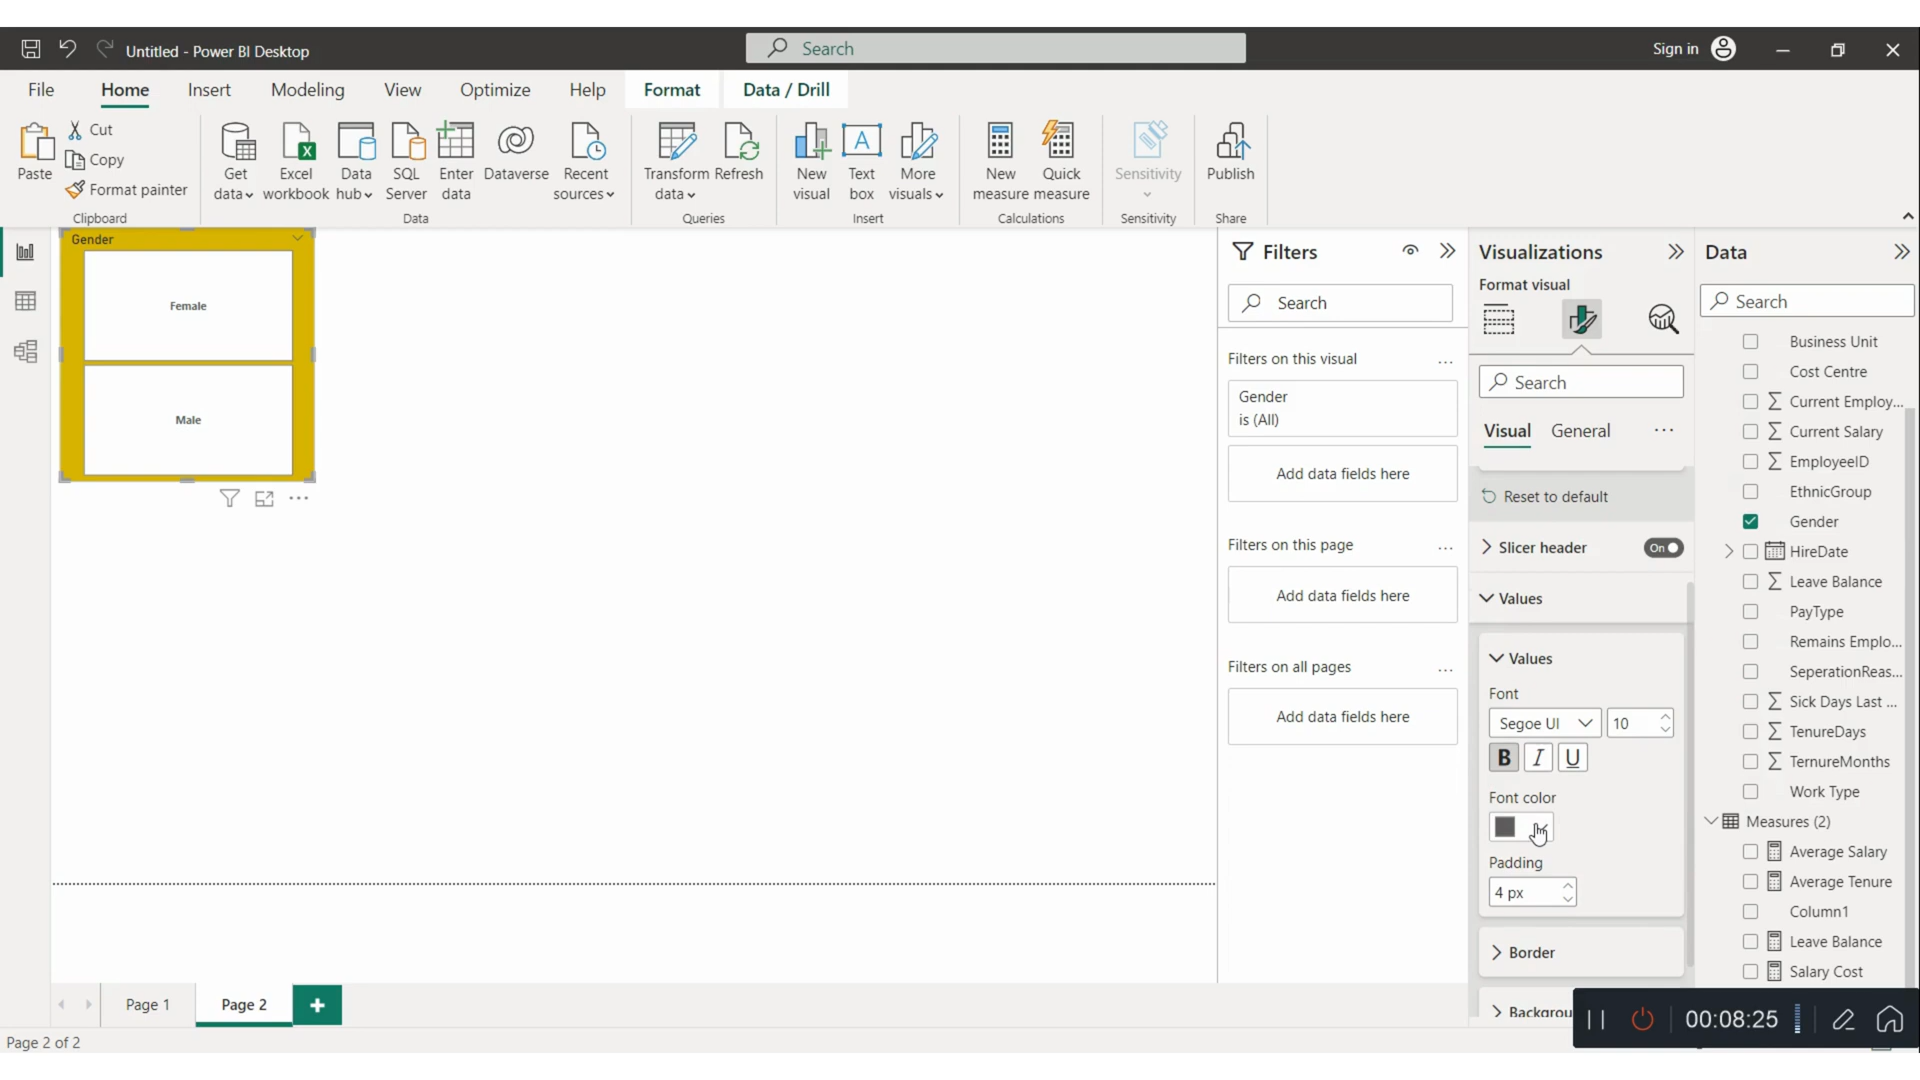 Untitled - Power BI Desktop
Search
Sign in
File
Home
Insert
Modeling
View
Optimize
Help
Format
Data / Drill
Paste
Cut
Copy
Format painter
Clipboard
Get
data
Excel
workbook
Data
hub
SQL
Server
Enter
data
Dataverse
Recent
sources
Data
Transform
data
Refresh
Queries
New
visual
Text
box
More
visuals
Insert
New
measure
Quick
measure
Calculations
Sensitivity
Sensitivity
Publish
Share
Gender
Female
Male
Filters
Search
Filters on this visual
...
Gender
is (All)
Add data fields here
Filters on this page
...
Add data fields here
Filters on all pages
...
Add data fields here
Visualizations
Format visual
Search
Visual
General
...
Reset to default
Slicer header
On
Values
Values
Font
Segoe UI
10
B
I
U
Font color
Padding
4 px
Border
Backgrou
Data
Search
Business Unit
Cost Centre
Current Employ...
Current Salary
EmployeeID
EthnicGroup
Gender
HireDate
Leave Balance
PayType
Remains Emplo...
SeperationReas...
Sick Days Last ...
TenureDays
TernureMonths
Work Type
Measures (2)
Average Salary
Average Tenure
Column1
Leave Balance
Salary Cost
Page 1
Page 2
Page 2 of 2
00:08:25